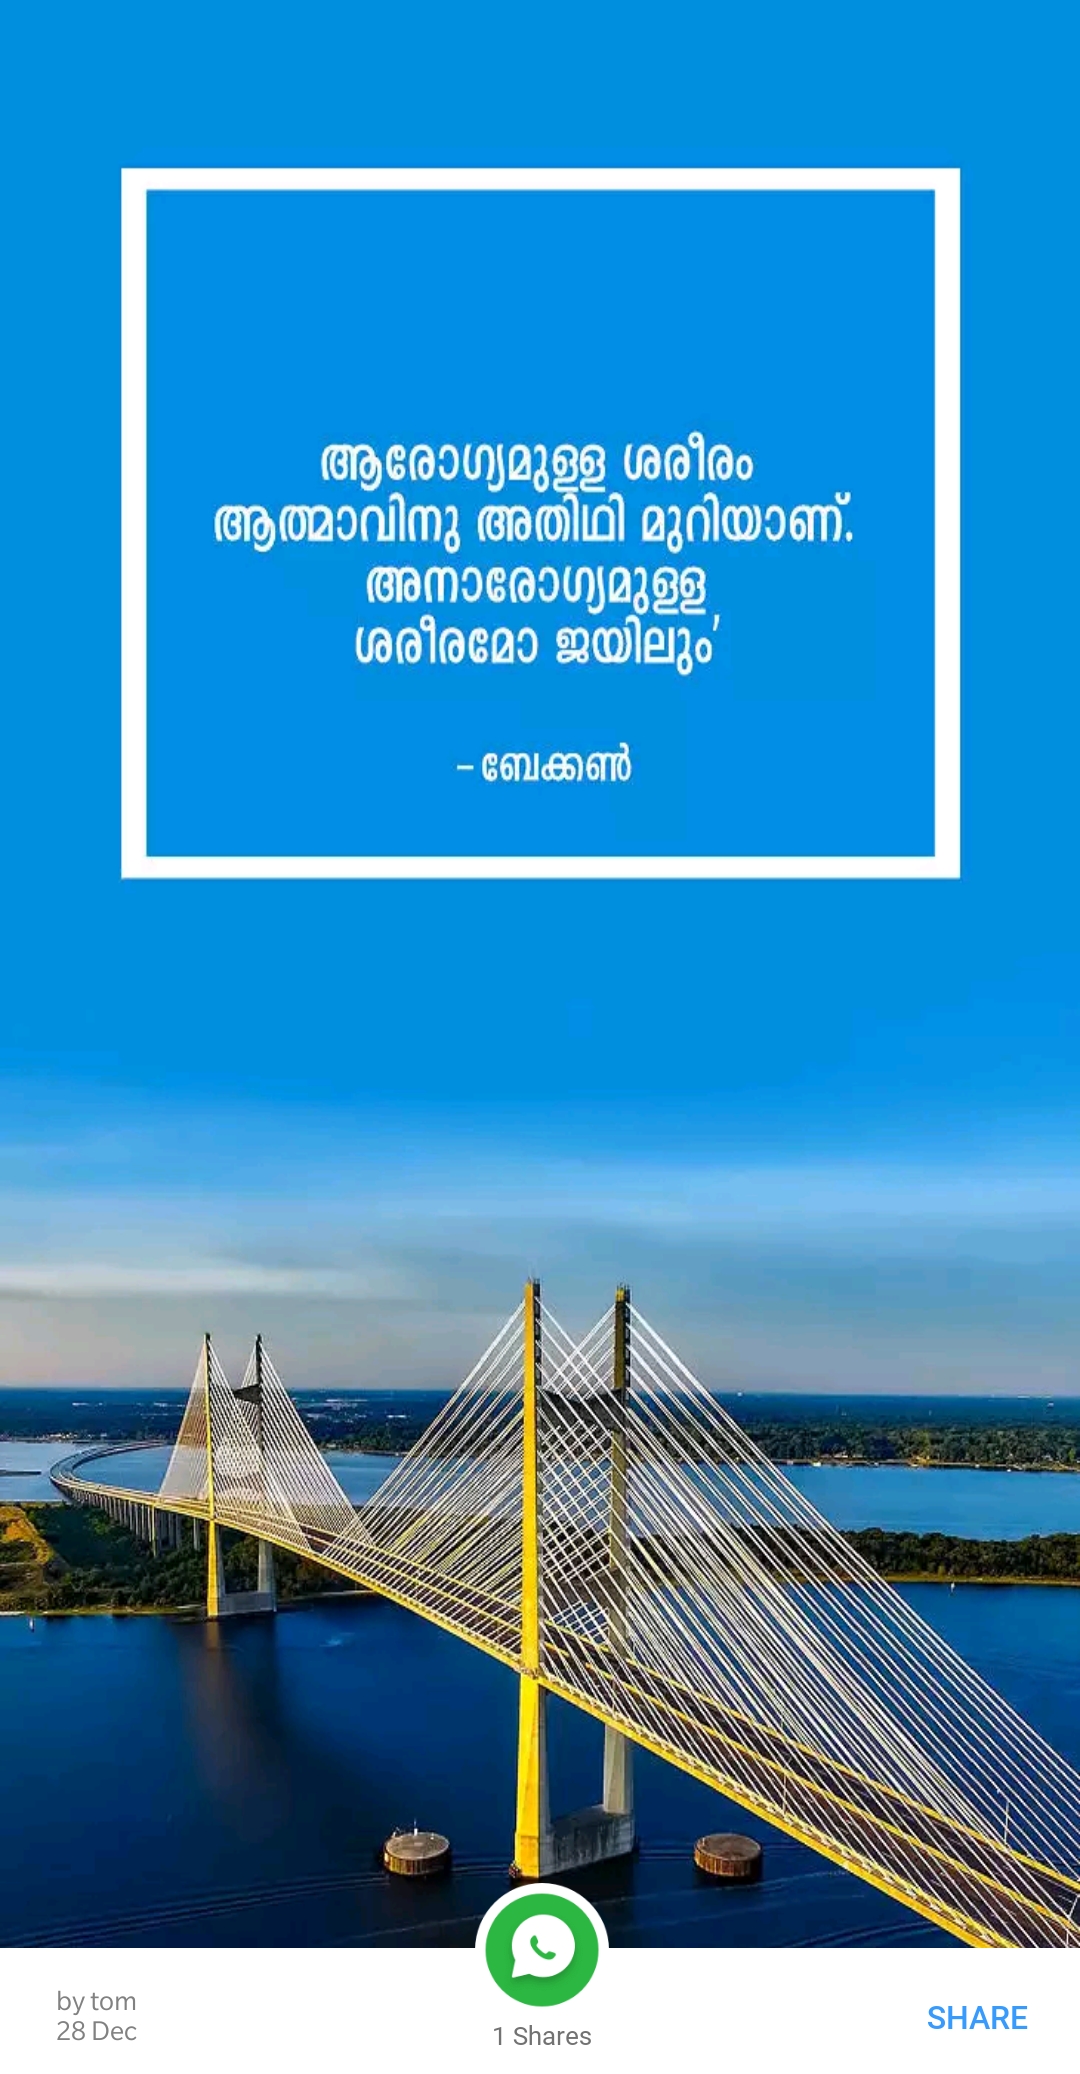 ആരോഗ്യമുള്ള ശരീരം
ആത്മാവിനു അതിഥി മുറിയാണ്.
അനാരോഗ്യമുള്ള
ശരീരമോ ജയിലും’
– ബേക്കൺ
by tom
28 Dec
1 Shares
SHARE